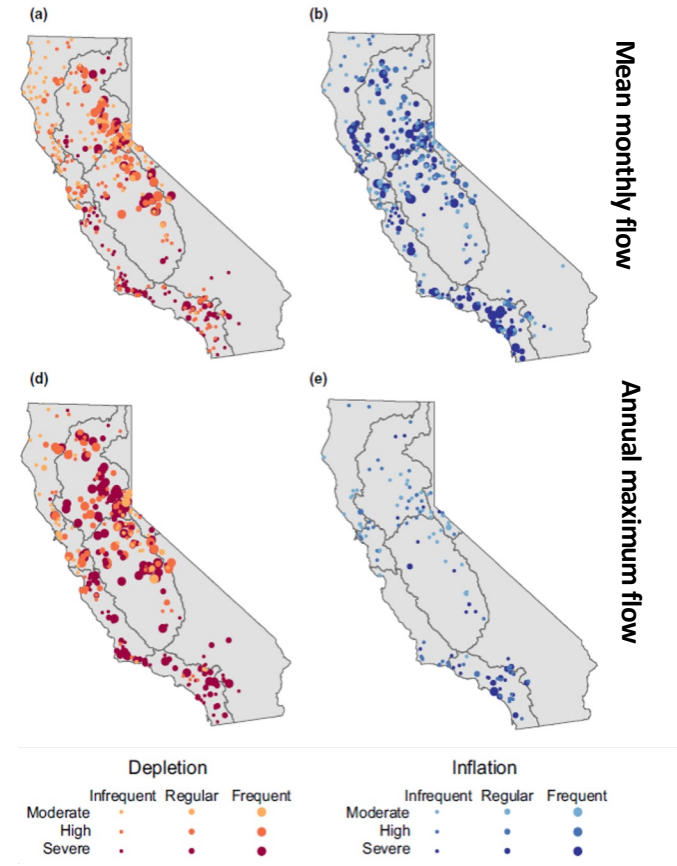 (a)
(b)
Mean monthly flow
(d)
(e)
Annual maximum flow
Depletion
Inflation
Infrequent Regular Frequent
Infrequent Regular Frequent
Moderate
High
Severe
Moderate
High
Severe